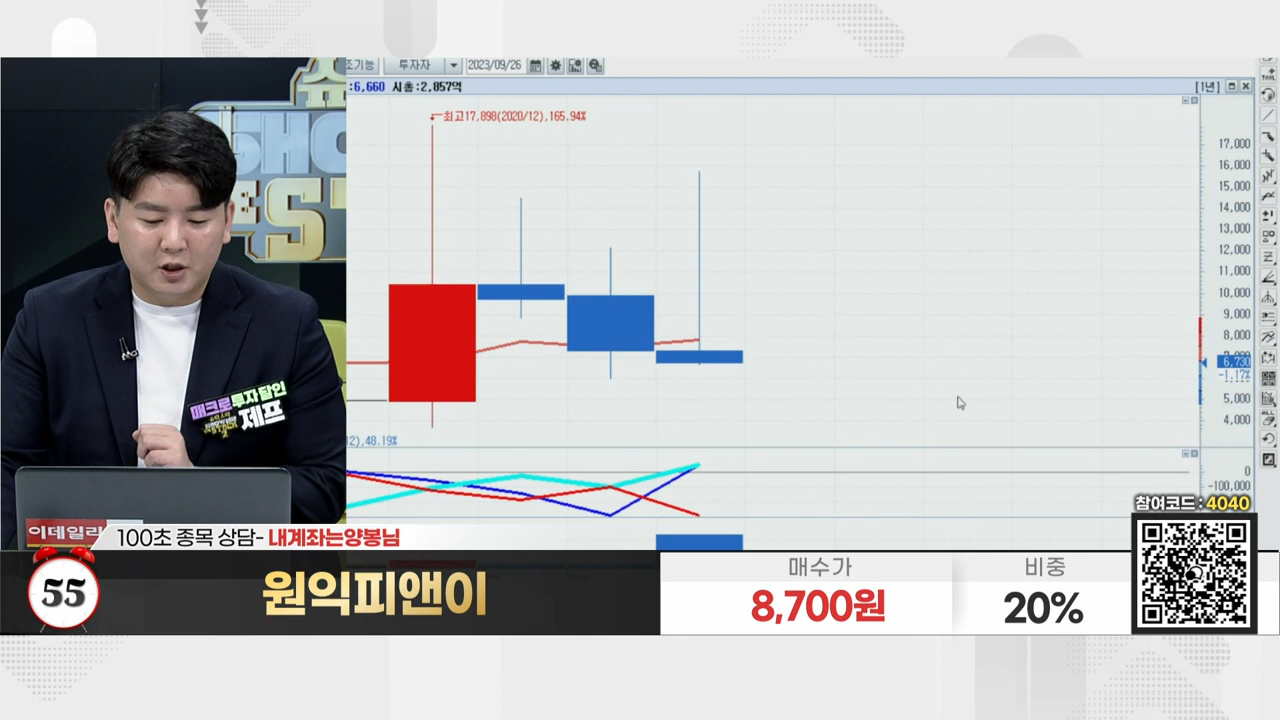 조기능
투자자
2023/09/26
:6,660 시총:2,857억
[1년]
최고17,898(2020/12),165.94%
17,000
16,000
15,000
14,000
13,000
12,000
11,000
10,000
9,000
8,000
6,730
-1.17%
5,000
4,000
12),48.19%
0
-100,000
매크로투자달인
제프
이데일리
100초 종목 상담- 내계좌는양봉님
55
원익피앤이
매수가
8,700원
비중
20%
참여코드 : 4040